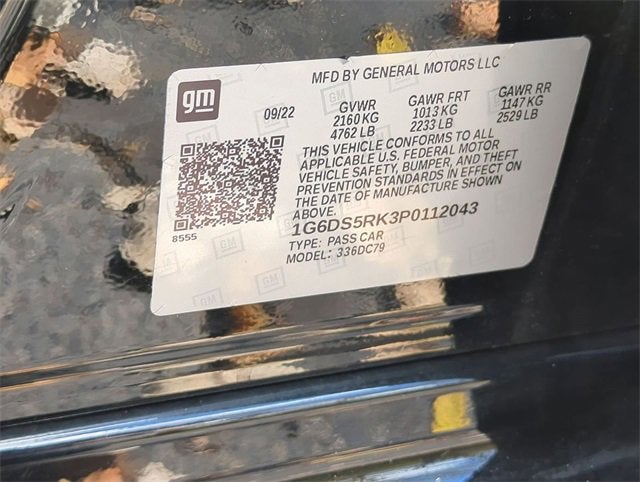 gm
MFD BY GENERAL MOTORS LLC
09/22 GVWR GAWR FRT GAWR RR
2160 KG 1013 KG 1147 KG
4762 LB 2233 LB 2529 LB
THIS VEHICLE CONFORMS TO ALL
APPLICABLE U.S. FEDERAL MOTOR
VEHICLE SAFETY, BUMPER, AND THEFT
PREVENTION STANDARDS IN EFFECT ON
THE DATE OF MANUFACTURE SHOWN
ABOVE.
8555
1G6DS5RK3P0112043
TYPE: PASS CAR
MODEL: 336DC79